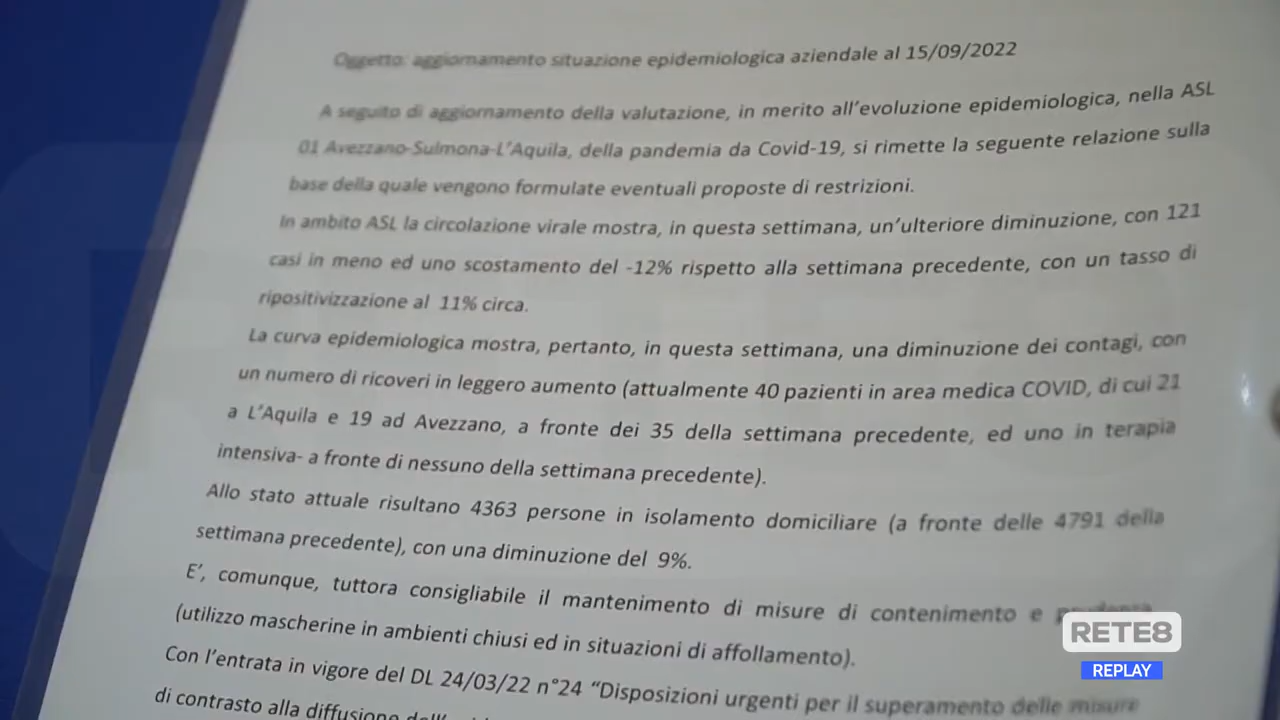 Oggetto: aggiornamento situazione epidemiologica aziendale al 15/09/2022
A seguito di aggiornamento della valutazione, in merito all'evoluzione epidemiologica, nella ASL
01 Avezzano-Sulmona-L'Aquila, della pandemia da Covid-19, si rimette la seguente relazione sulla
base della quale vengono formulate eventuali proposte di restrizioni.
In ambito ASL la circolazione virale mostra, in questa settimana, un'ulteriore diminuzione, con 121
casi in meno ed uno scostamento del -12% rispetto alla settimana precedente, con un tasso di
ripositivizzazione al 11% circa.
La curva epidemiologica mostra, pertanto, in questa settimana, una diminuzione dei contagi, con
un numero di ricoveri in leggero aumento (attualmente 40 pazienti in area medica COVID, di cui 21
a L'Aquila e 19 ad Avezzano, a fronte dei 35 della settimana precedente, ed uno in terapia
intensiva- a fronte di nessuno della settimana precedente).
Allo stato attuale risultano 4363 persone in isolamento domiciliare (a fronte delle 4791 della
settimana precedente), con una diminuzione del 9%.
E', comunque, tuttora consigliabile il mantenimento di misure di contenimento e
(utilizzo mascherine in ambienti chiusi ed in situazioni di affollamento).
Con l'entrata in vigore del DL 24/03/22 n°24 "Disposizioni urgenti per il superamento delle misure
di contrasto alla diffusione
RETE8
REPLAY